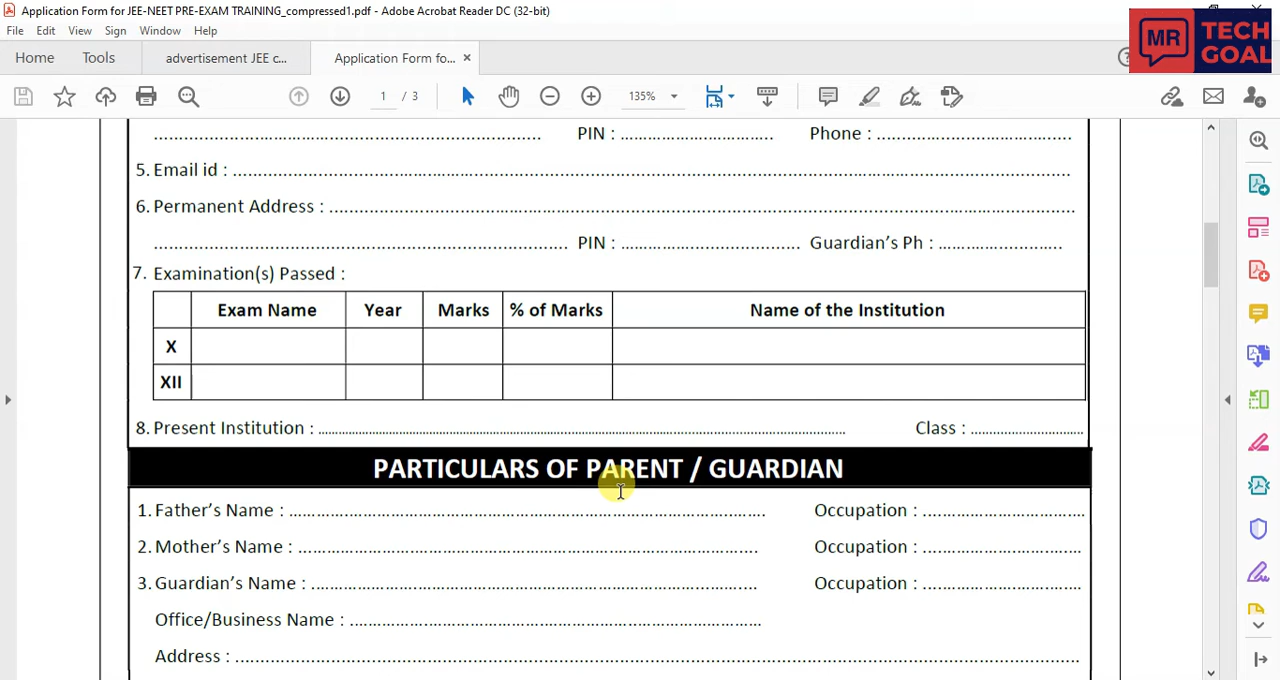 Application Form for JEE-NEET PRE-EXAM TRAINING_compressed1.pdf - Adobe Acrobat Reader DC (32-bit)
File Edit View Sign Window Help
MR TECH GOAL
Home Tools advertisement JEE c... Application Form fo... ×
1 / 3 135%
PIN : Phone :
5. Email id :
6. Permanent Address :
PIN : Guardian's Ph :
7. Examination(s) Passed :
Exam Name Year Marks % of Marks Name of the Institution
X
XII
8. Present Institution : Class :
PARTICULARS OF PARENT / GUARDIAN
1. Father's Name : Occupation :
2. Mother's Name : Occupation :
3. Guardian's Name : Occupation :
Office/Business Name :
Address :